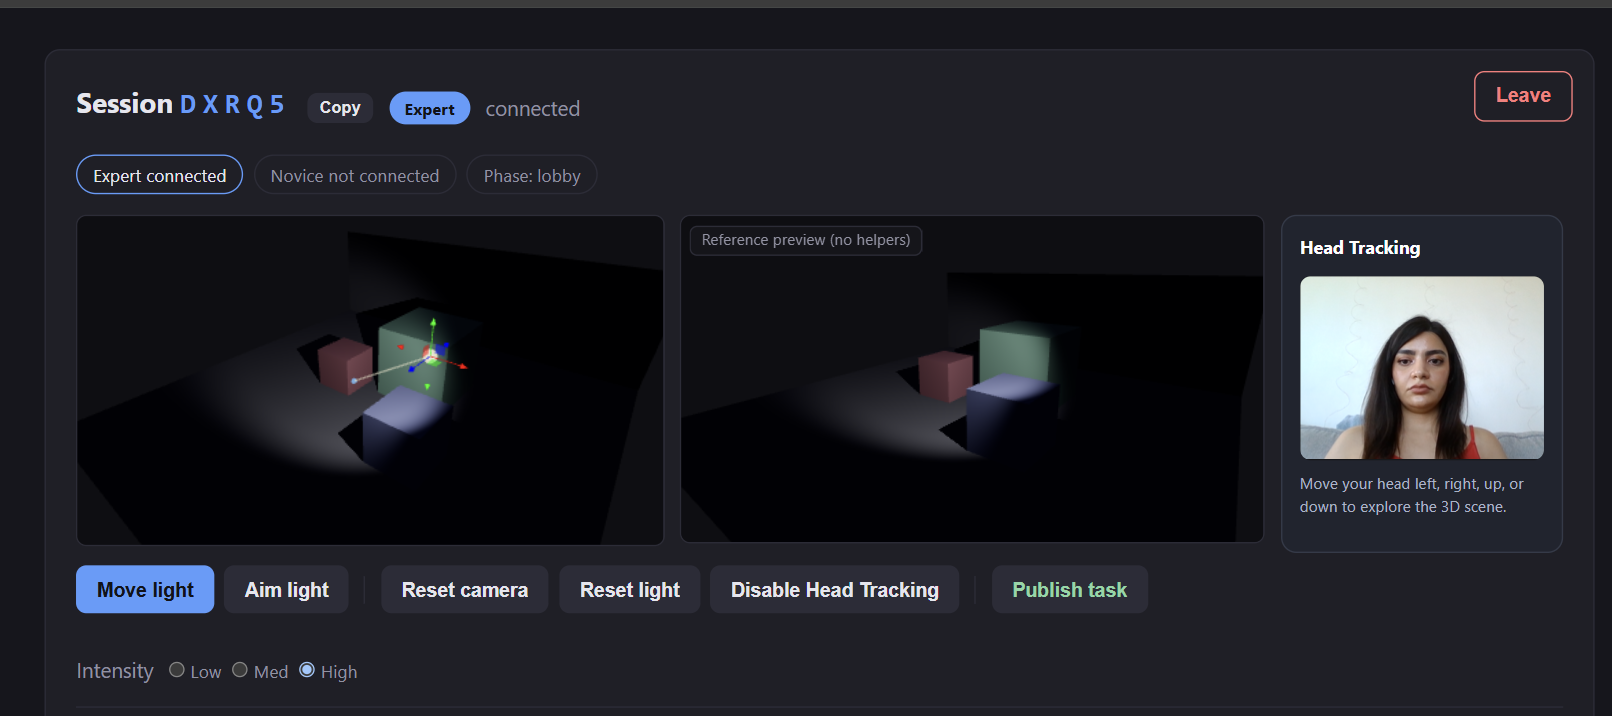 Session D X R Q 5 Copy Expert connected
Leave
Expert connected Novice not connected Phase: lobby
Reference preview (no helpers)
Head Tracking
Move your head left, right, up, or
down to explore the 3D scene.
Move light Aim light Reset camera Reset light Disable Head Tracking Publish task
Intensity Low Med High